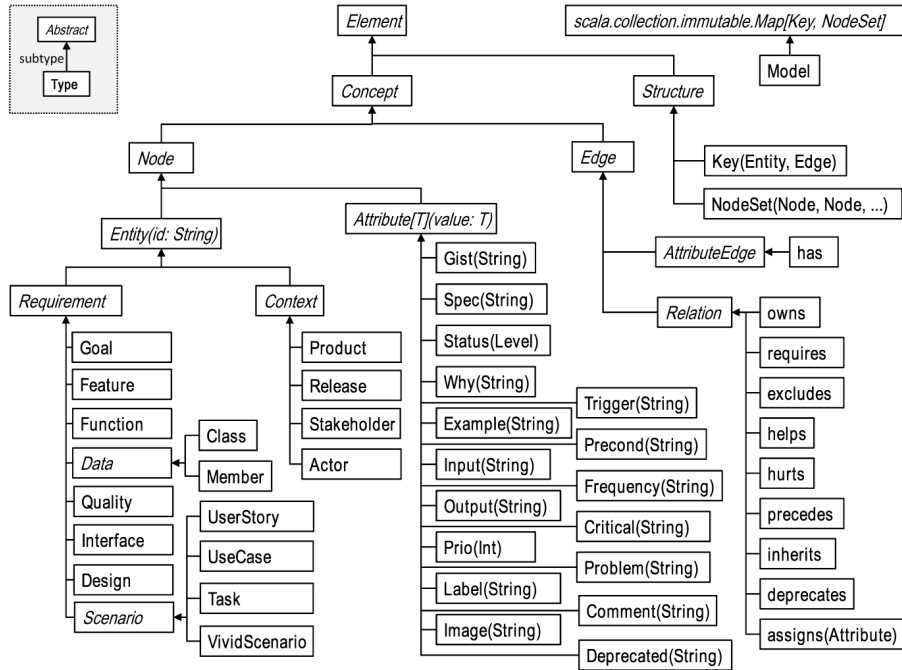 Abstract
subtype
Type
Element
scala.collection.immutable.Map[Key, NodeSet]
Model
Concept
Structure
Node
Edge
Key(Entity, Edge)
NodeSet(Node, Node, ...)
Entity(id: String)
Attribute[T](value: T)
AttributeEdge
has
Requirement
Context
Relation
Goal
Feature
Function
Data
Quality
Interface
Design
Scenario
Class
Member
UserStory
UseCase
Task
VividScenario
Product
Release
Stakeholder
Actor
Gist(String)
Spec(String)
Status(Level)
Why(String)
Example(String)
Input(String)
Output(String)
Prio(Int)
Label(String)
Image(String)
Trigger(String)
Precond(String)
Frequency(String)
Critical(String)
Problem(String)
Comment(String)
Deprecated(String)
owns
requires
excludes
helps
hurts
precedes
inherits
deprecates
assigns(Attribute)